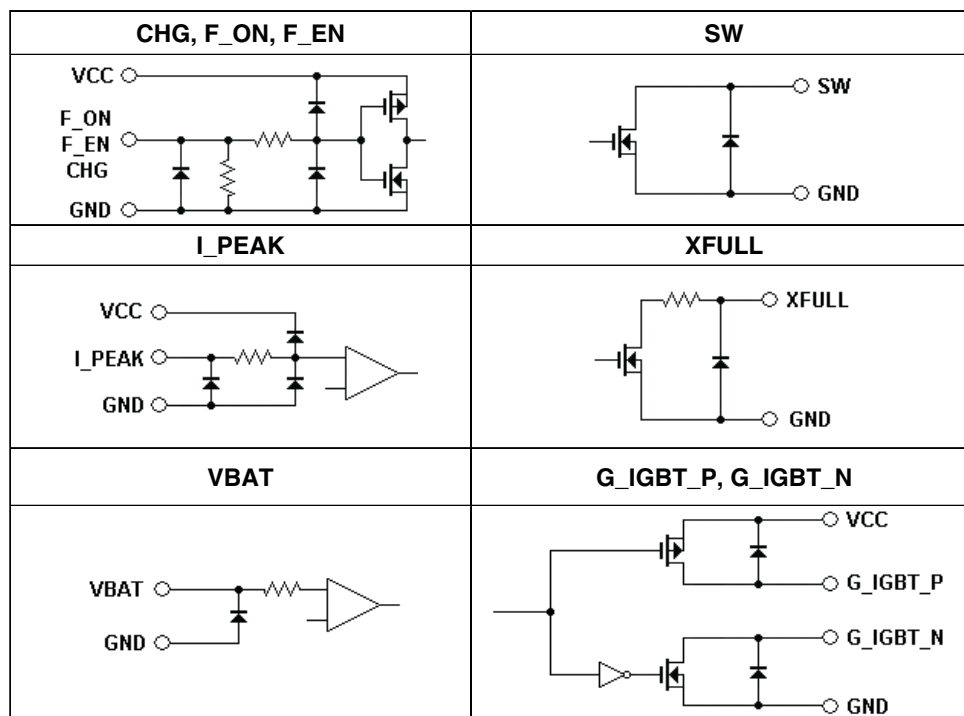 CHG, F_ON, F_EN
SW
VCC
F_ON
F_EN
CHG
GND
SW
GND
I_PEAK
XFULL
VCC
I_PEAK
GND
XFULL
GND
VBAT
G_IGBT_P, G_IGBT_N
VBAT
GND
VCC
G_IGBT_P
G_IGBT_N
GND